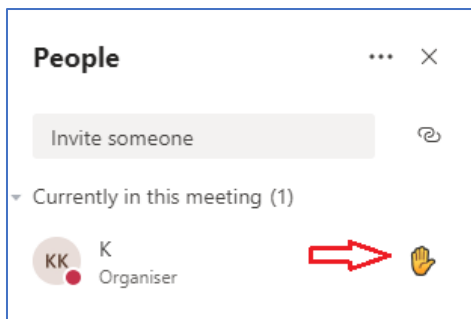 People
Invite someone
Currently in this meeting (1)
KK
K
Organiser